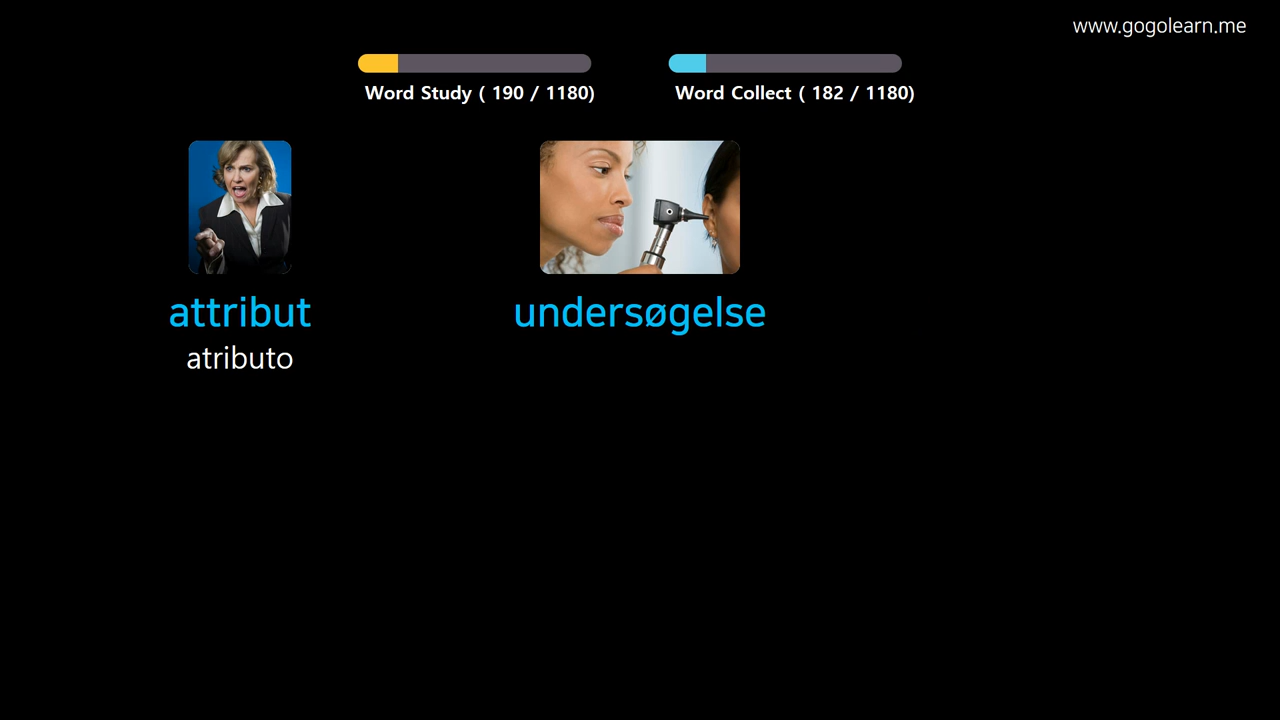 www.gogolearn.me
Word Study ( 190 / 1180)
Word Collect ( 182 / 1180)
attribut
undersøgelse
atributo